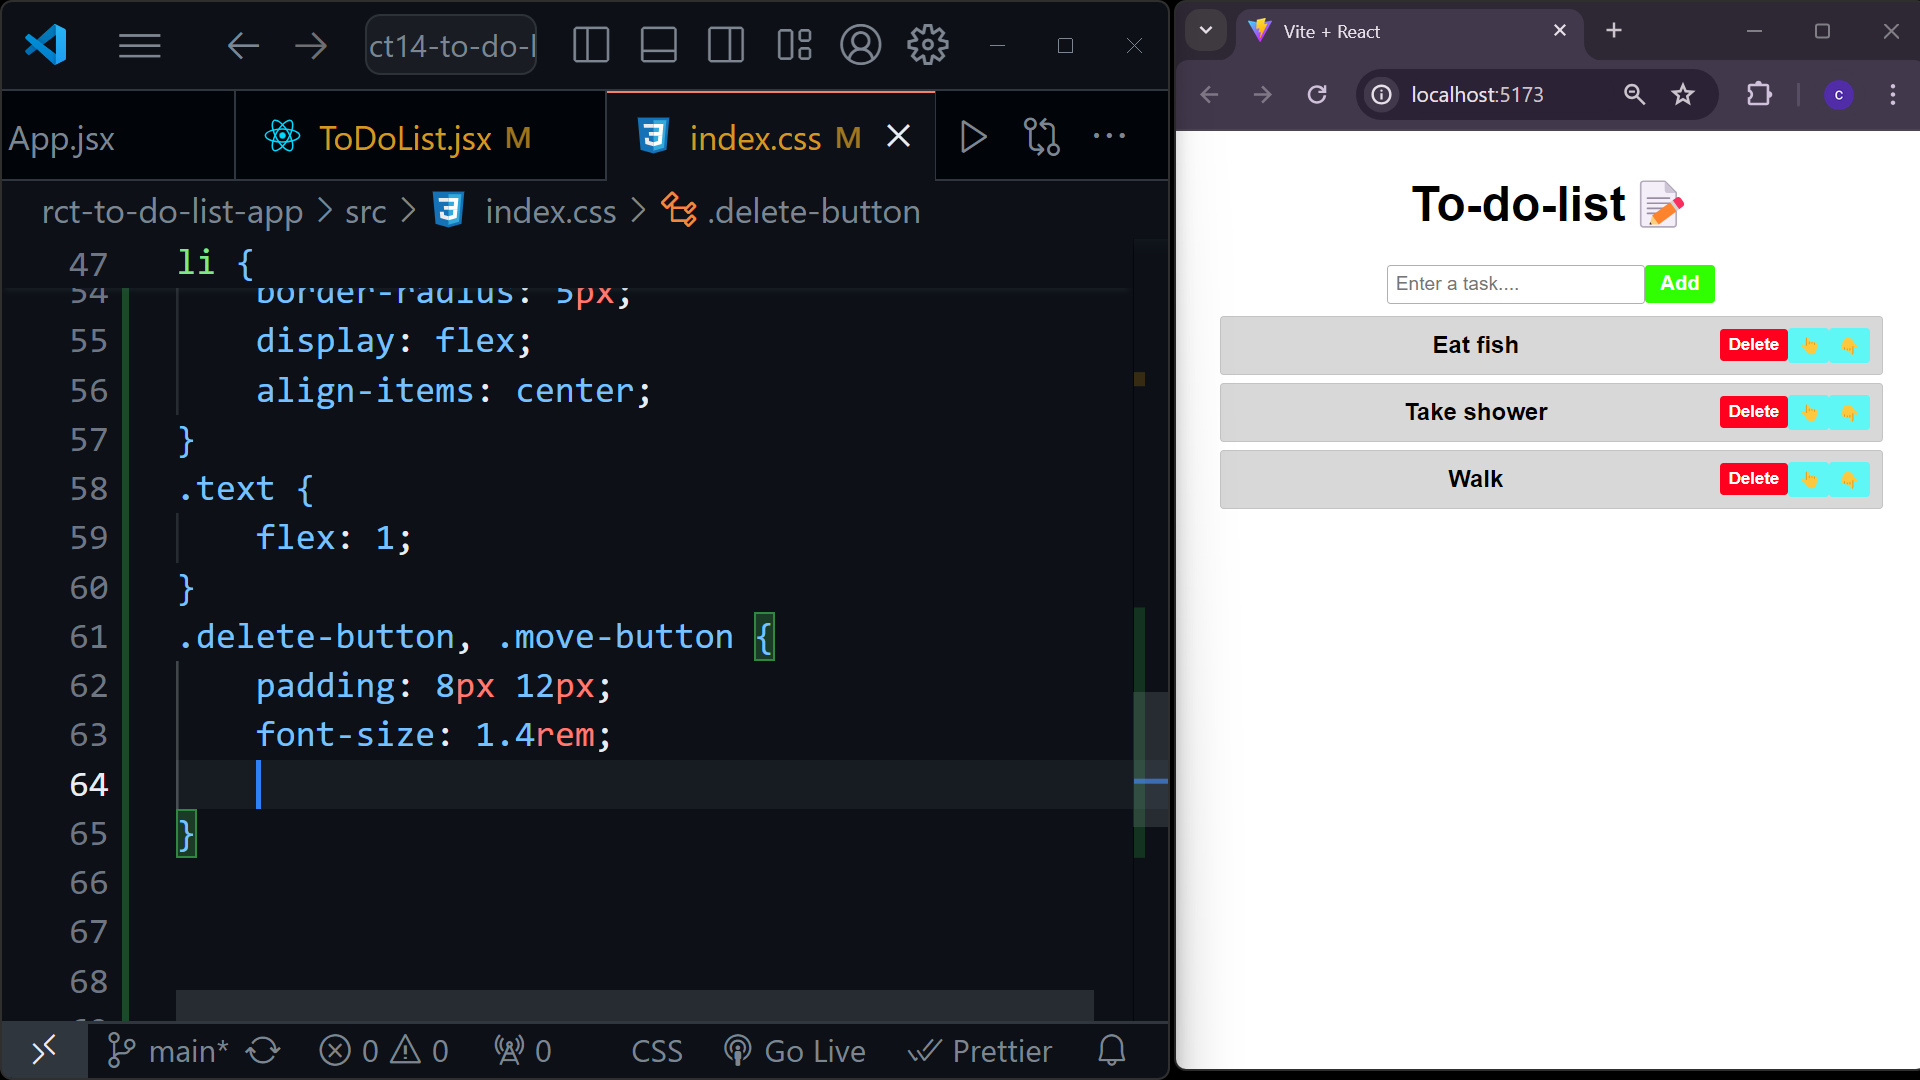 ct14-to-do-l
App.jsx
ToDoList.jsx M
index.css M
rct-to-do-list-app > src > index.css > .delete-button
47 li {
54 border-radius: 5px;
55 display: flex;
56 align-items: center;
57 }
58 .text {
59 flex: 1;
60 }
61 .delete-button, .move-button {
62 padding: 8px 12px;
63 font-size: 1.4rem;
64
65 }
66
67
68
main* 0 0 0 CSS Go Live Prettier
Vite + React
localhost:5173
c
To-do-list
Enter a task.... Add
Eat fish Delete
Take shower Delete
Walk Delete